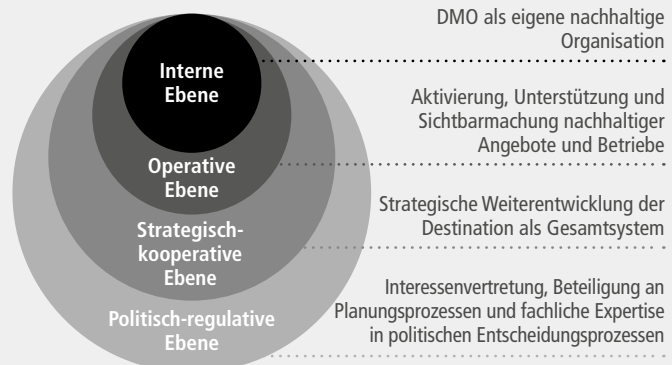 DMO als eigene nachhaltige
Organisation
Interne
Ebene
Aktivierung, Unterstützung und
Sichtbarmachung nachhaltiger
Angebote und Betriebe
Operative
Ebene
Strategische Weiterentwicklung der
Destination als Gesamtsystem
Strategisch-
kooperative
Ebene
Interessenvertretung, Beteiligung an
Planungsprozessen und fachliche Expertise
in politischen Entscheidungsprozessen
Politisch-regulative
Ebene